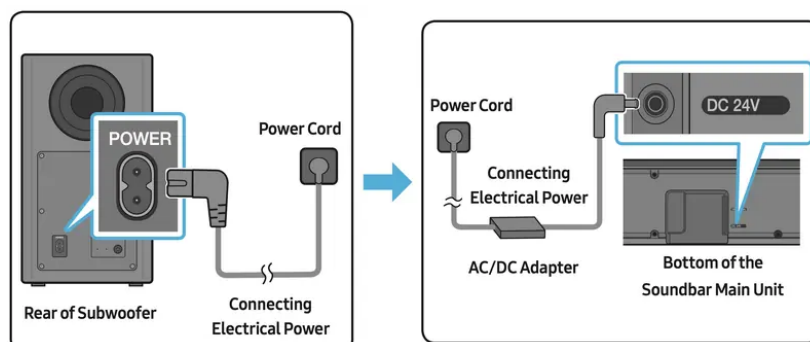 POWER
Power Cord
Rear of Subwoofer
Connecting
Electrical Power
Power Cord
DC 24V
Connecting
Electrical Power
AC/DC Adapter
Bottom of the
Soundbar Main Unit